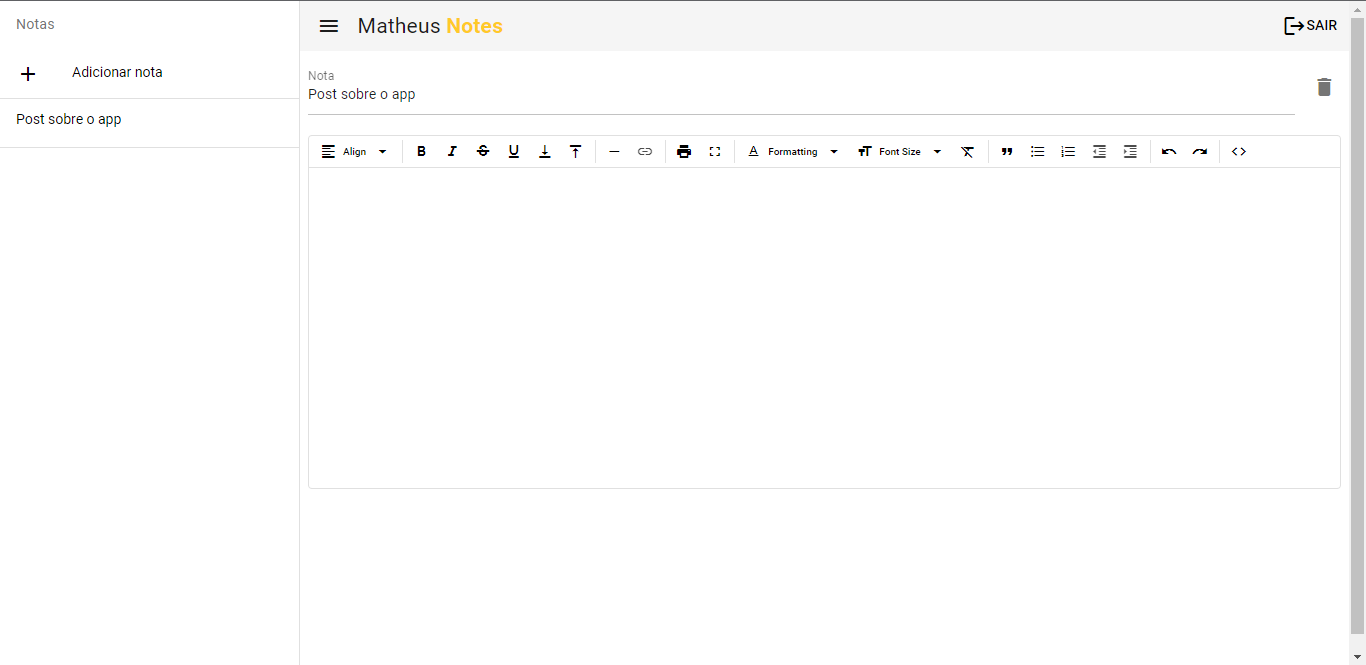 Notas
Adicionar nota
Post sobre o app
Matheus Notes
SAIR
Nota
Post sobre o app
Align
Formatting
Font Size